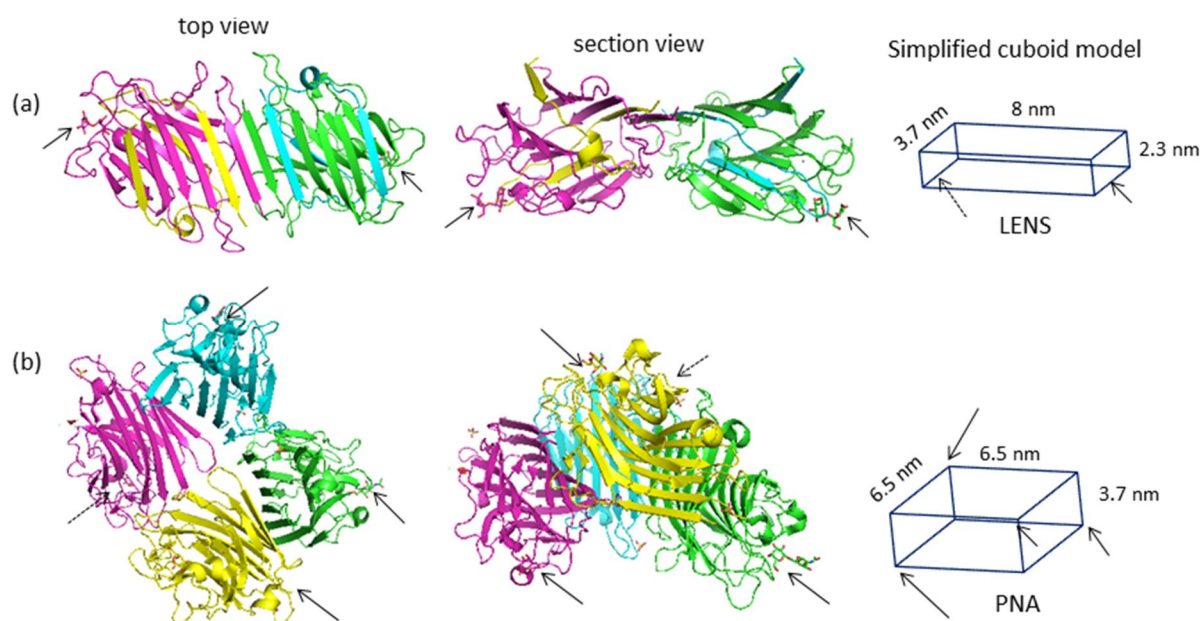 top view
section view
Simplified cuboid model
(a)
3.7 nm
8 nm
2.3 nm
LENS
(b)
6.5 nm
6.5 nm
3.7 nm
PNA